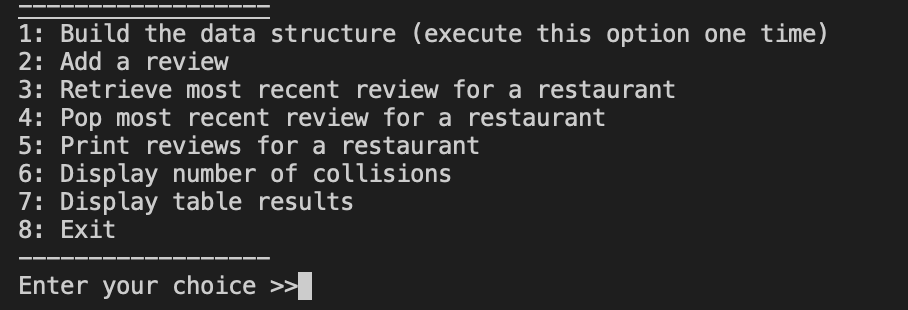 ------------------
1: Build the data structure (execute this option one time)
2: Add a review
3: Retrieve most recent review for a restaurant
4: Pop most recent review for a restaurant
5: Print reviews for a restaurant
6: Display number of collisions
7: Display table results
8: Exit
------------------
Enter your choice >>